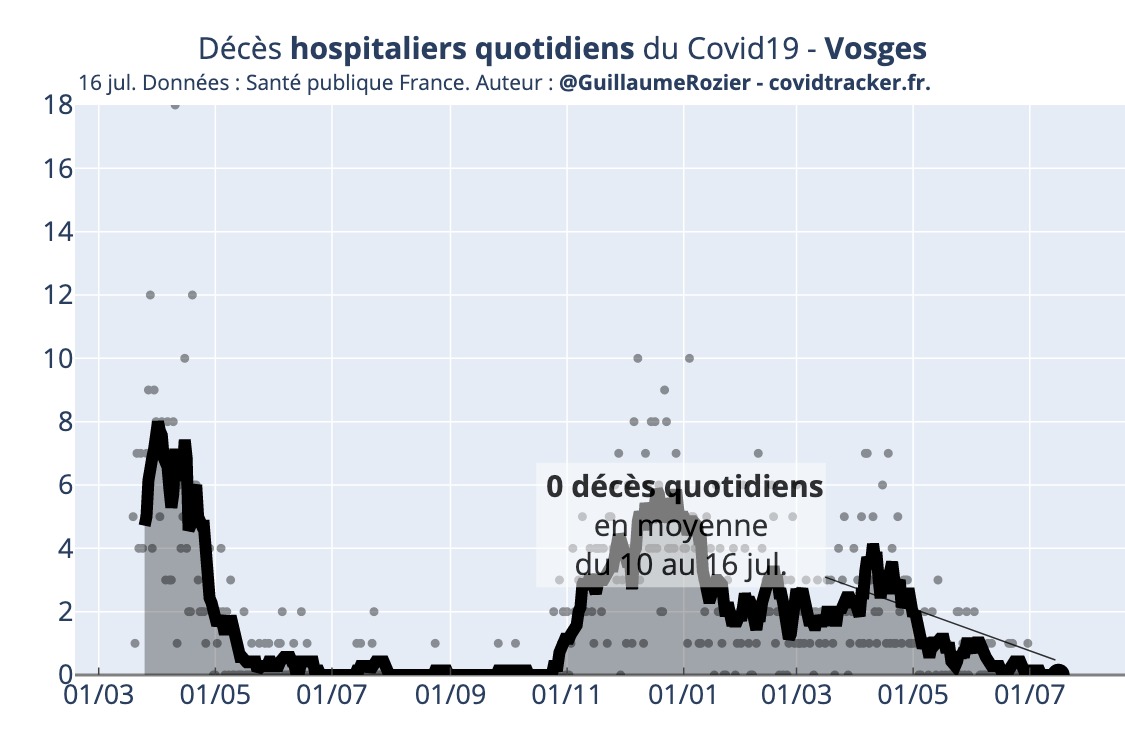 Décès hospitaliers quotidiens du Covid19 - Vosges
16 jul. Données : Santé publique France. Auteur : @GuillaumeRozier - covidtracker.fr.
18
16
14
12
10
8
6
4
2
0
0 décès quotidiens
en moyenne
du 10 au 16 jul.
01/03 01/05 01/07 01/09 01/11 01/01 01/03 01/05 01/07